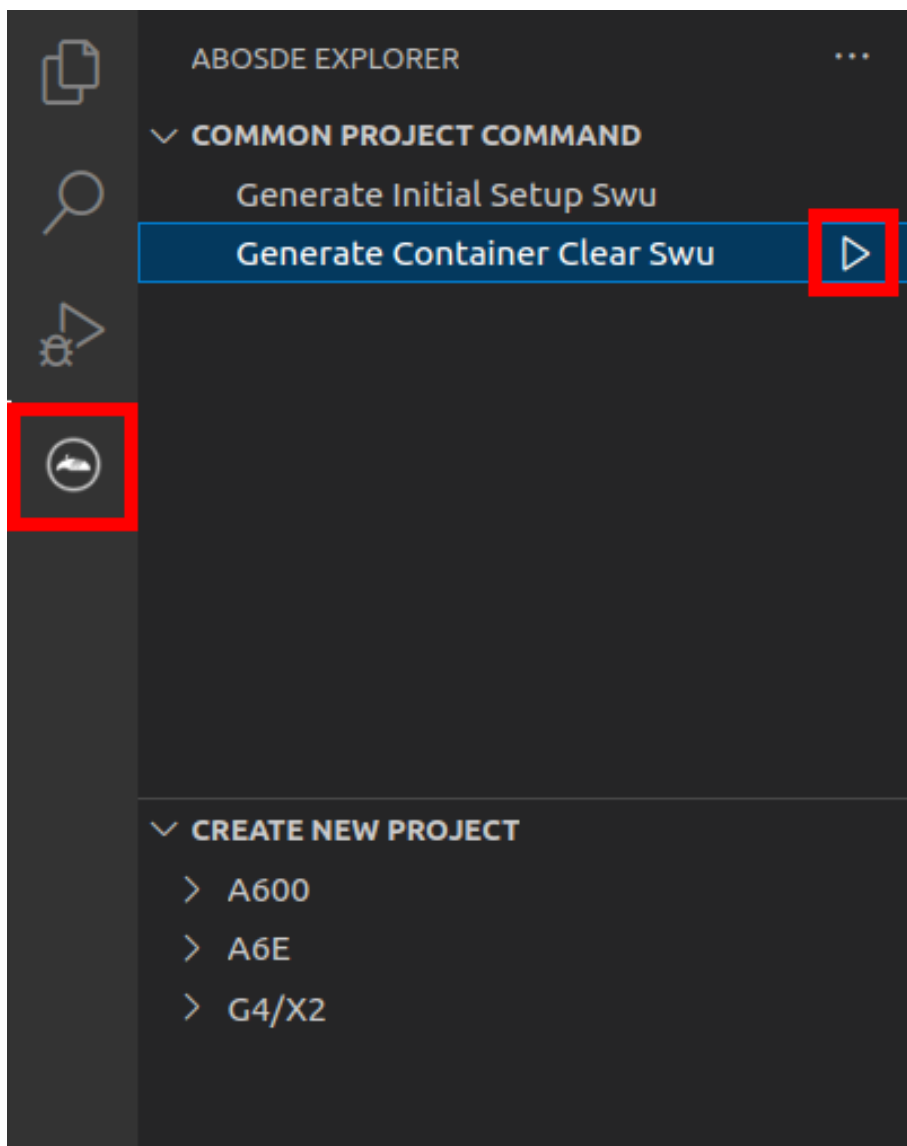 ABOSDE EXPLORER
COMMON PROJECT COMMAND
Generate Initial Setup Swu
Generate Container Clear Swu
CREATE NEW PROJECT
A600
A6E
G4/X2